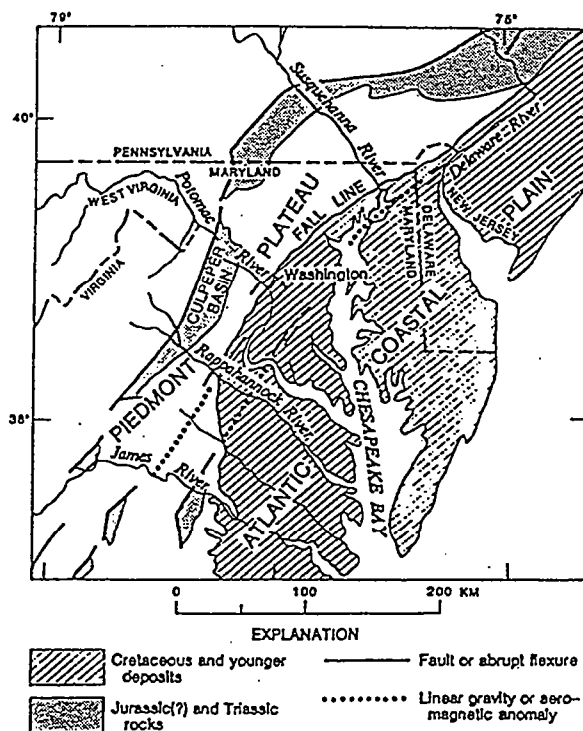 79°
75°
40°
Susquehanna River
PENNSYLVANIA
MARYLAND
Delaware River
WEST VIRGINIA
Potomac River
VIRGINIA
PLATEAU
FALL LINE
DELAWARE
MARYLAND
NEW JERSEY
PLAIN
Washington
CULPEPER BASIN
COASTAL
Rappahannock River
38°
PIEDMONT
CHESAPEAKE BAY
James River
ATLANTIC
0 100 200 KM
EXPLANATION
Cretaceous and younger
deposits
Jurassic(?) and Triassic
rocks
Fault or abrupt flexure
Linear gravity or aero-
magnetic anomaly